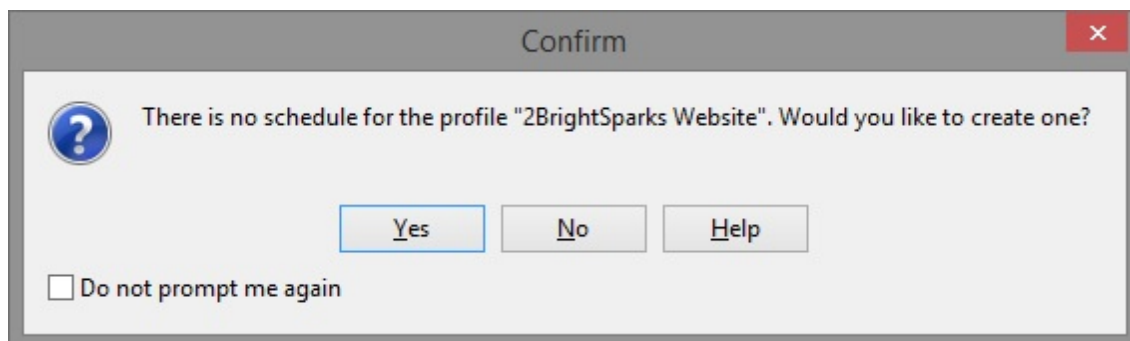 Confirm
There is no schedule for the profile "2BrightSparks Website". Would you like to create one?
Yes
No
Help
Do not prompt me again